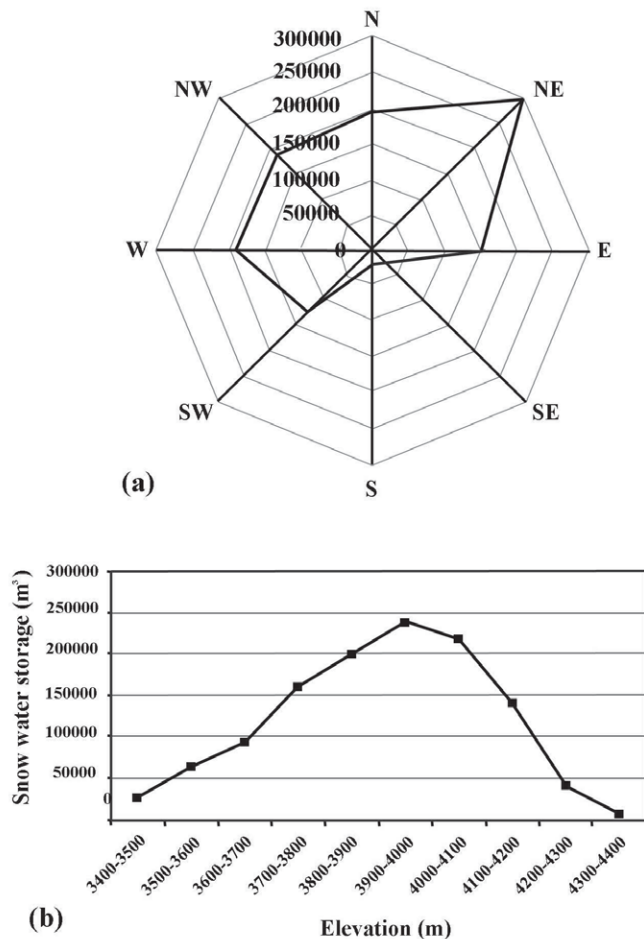 N
300000
250000
200000
150000
100000
50000
0
NW
NE
W
E
SW
SE
S
(a)
Snow water storage (m³)
300000
250000
200000
150000
100000
50000
0
3400-3500
3500-3600
3600-3700
3700-3800
3800-3900
3900-4000
4000-4100
4100-4200
4200-4300
4300-4400
(b)
Elevation (m)